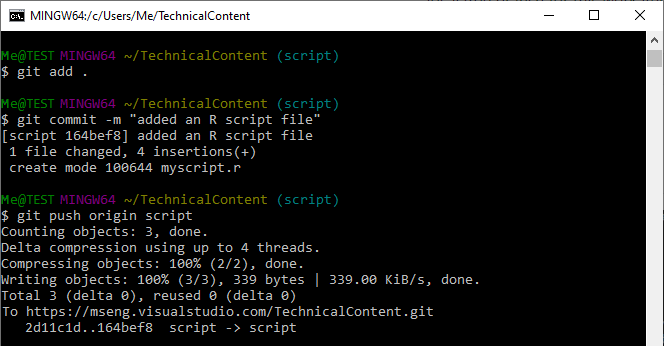 MINGW64:/c/Users/Me/TechnicalContent
Me@TEST MINGW64 ~/TechnicalContent (script)
$ git add .
Me@TEST MINGW64 ~/TechnicalContent (script)
$ git commit -m "added an R script file"
[script 164bef8] added an R script file
 1 file changed, 4 insertions(+)
 create mode 100644 myscript.r
Me@TEST MINGW64 ~/TechnicalContent (script)
$ git push origin script
Counting objects: 3, done.
Delta compression using up to 4 threads.
Compressing objects: 100% (2/2), done.
Writing objects: 100% (3/3), 339 bytes | 339.00 KiB/s, done.
Total 3 (delta 0), reused 0 (delta 0)
To https://mseng.visualstudio.com/TechnicalContent.git
   2d11c1d..164bef8  script -> script